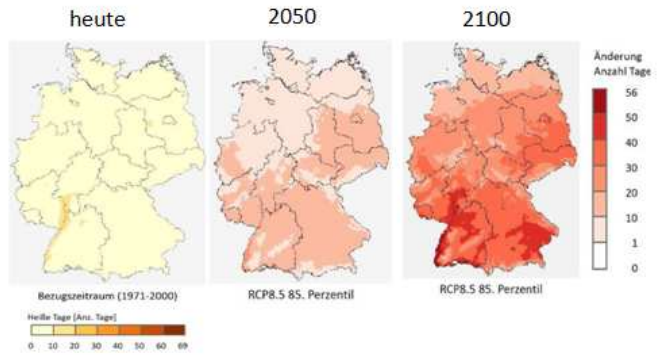 heute
2050
2100
Änderung
Anzahl Tage
56
50
40
30
20
10
1
0
Bezugszeitraum (1971-2000)
RCP8.5 85. Perzentil
RCP8.5 85. Perzentil
Heiße Tage [Anz. Tage]
0 10 20 30 40 50 60 69